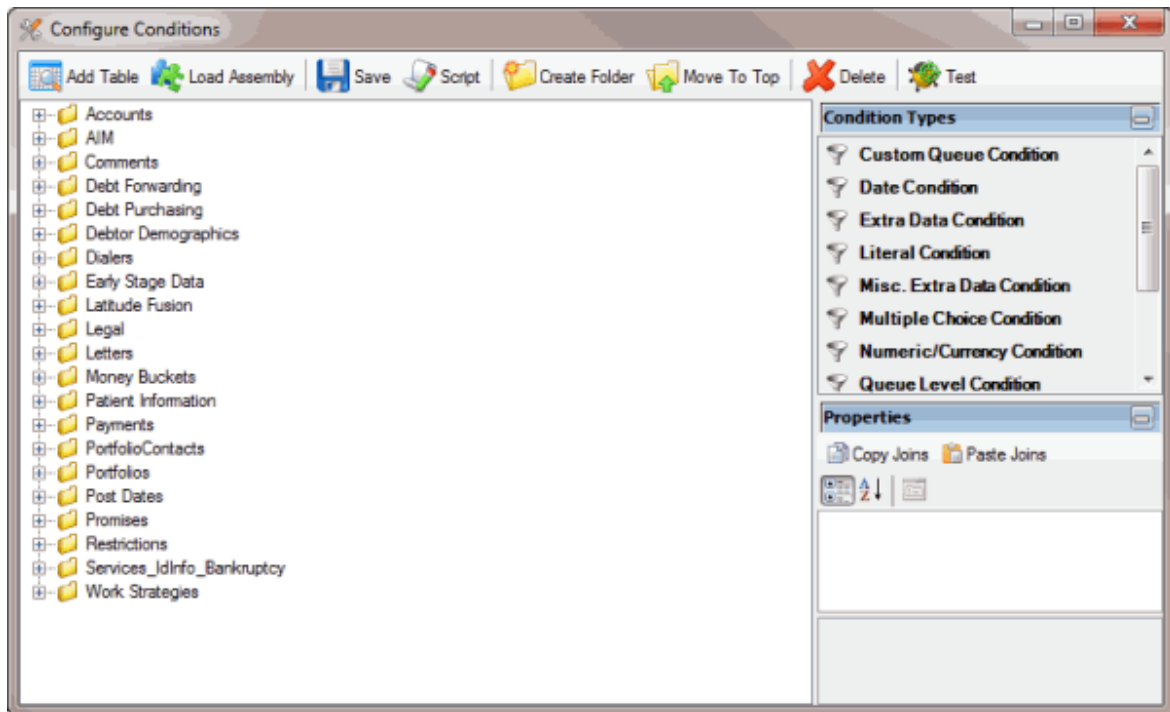 Configure Conditions
Add Table Load Assembly Save Script Create Folder Move To Top Delete Test
Accounts
AIM
Comments
Debt Forwarding
Debt Purchasing
Debtor Demographics
Dialers
Early Stage Data
Latitude Fusion
Legal
Letters
Money Buckets
Patient Information
Payments
PortfolioContacts
Portfolios
Post Dates
Promises
Restrictions
Services_IdInfo_Bankruptcy
Work Strategies
Condition Types
Custom Queue Condition
Date Condition
Extra Data Condition
Literal Condition
Misc. Extra Data Condition
Multiple Choice Condition
Numeric/Currency Condition
Queue Level Condition
Properties
Copy Joins Paste Joins